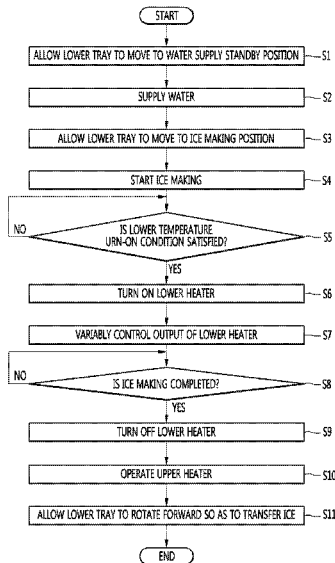 START
ALLOW LOWER TRAY TO MOVE TO WATER SUPPLY STANDBY POSITION
S1
SUPPLY WATER
S2
ALLOW LOWER TRAY TO MOVE TO ICE MAKING POSITION
S3
START ICE MAKING
S4
IS LOWER TEMPERATURE
URN-ON CONDITION SATISFIED?
S5
NO
YES
TURN ON LOWER HEATER
S6
VARIABLY CONTROL OUTPUT OF LOWER HEATER
S7
NO
IS ICE MAKING COMPLETED?
S8
YES
TURN OFF LOWER HEATER
S9
OPERATE UPPER HEATER
S10
ALLOW LOWER TRAY TO ROTATE FORWARD SO AS TO TRANSFER ICE
S11
END